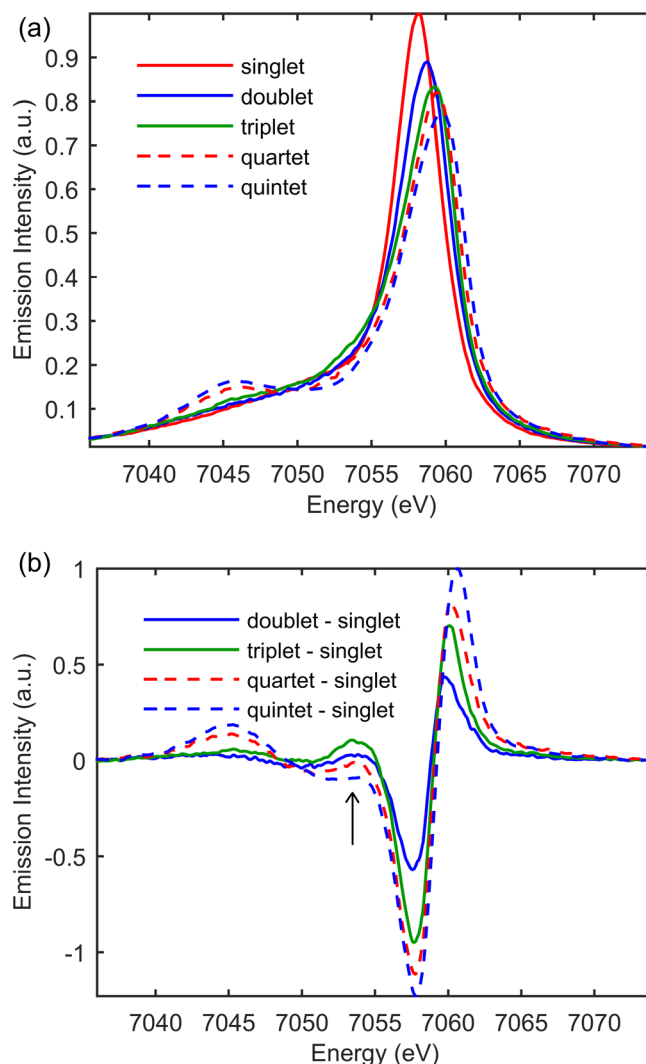 (a)
0.9
0.8
0.7
0.6
0.5
0.4
0.3
0.2
0.1
Emission Intensity (a.u.)
singlet
doublet
triplet
quartet
quintet
7040 7045 7050 7055 7060 7065 7070
Energy (eV)
(b)
1
0.5
0
-0.5
-1
Emission Intensity (a.u.)
doublet - singlet
triplet - singlet
quartet - singlet
quintet - singlet
7040 7045 7050 7055 7060 7065 7070
Energy (eV)